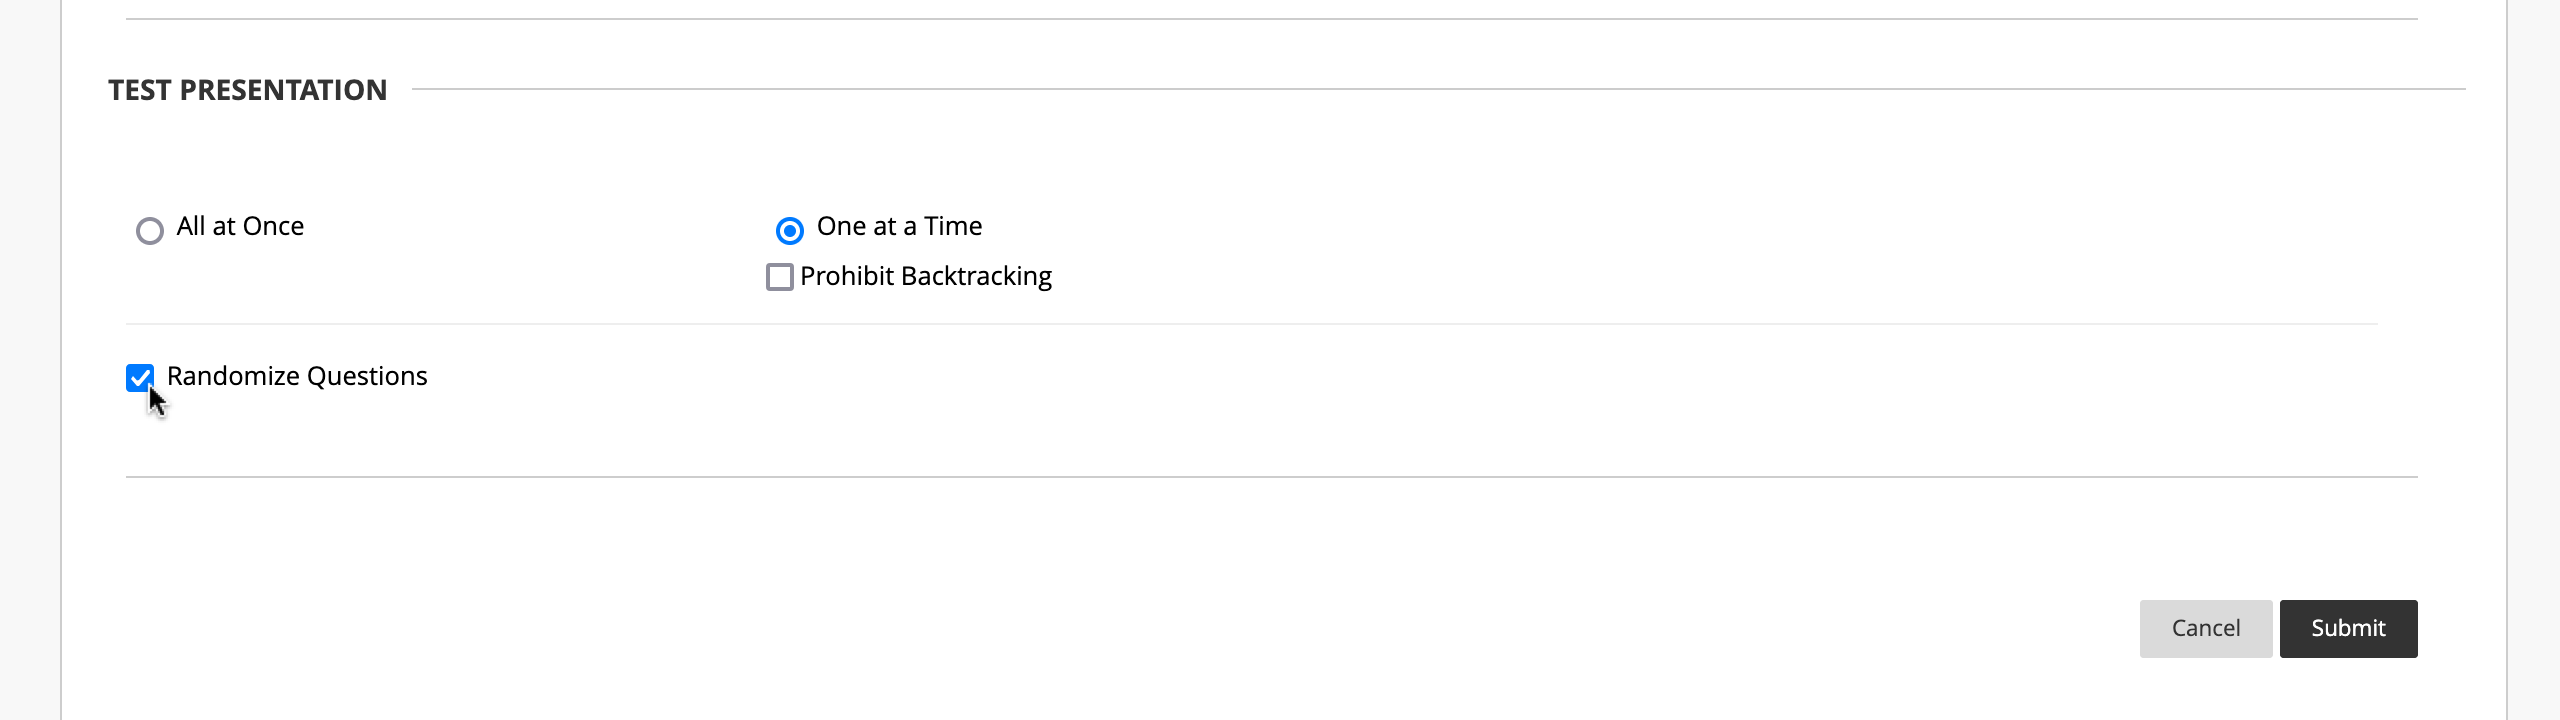 TEST PRESENTATION
All at Once
One at a Time
Prohibit Backtracking
Randomize Questions
Cancel
Submit